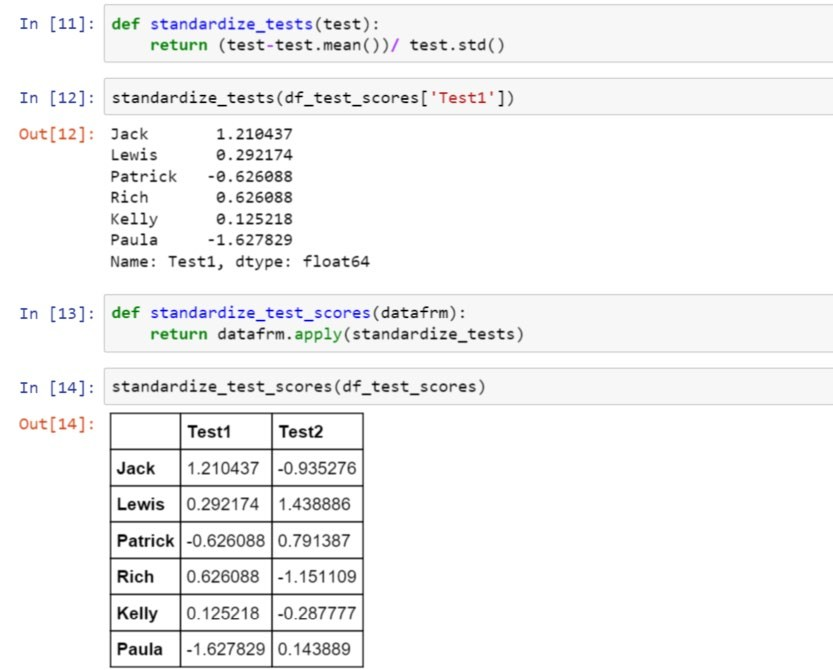 In [11]: def standardize_tests(test):
return (test-test.mean())/ test.std()
In [12]: standardize_tests(df_test_scores['Test1'])
Out[12]: Jack 1.210437
Lewis 0.292174
Patrick -0.626088
Rich 0.626088
Kelly 0.125218
Paula -1.627829
Name: Test1, dtype: float64
In [13]: def standardize_test_scores(datafrm):
return datafrm.apply(standardize_tests)
In [14]: standardize_test_scores(df_test_scores)
Out[14]:
Test1 Test2
Jack 1.210437 -0.935276
Lewis 0.292174 1.438886
Patrick -0.626088 0.791387
Rich 0.626088 -1.151109
Kelly 0.125218 -0.287777
Paula -1.627829 0.143889